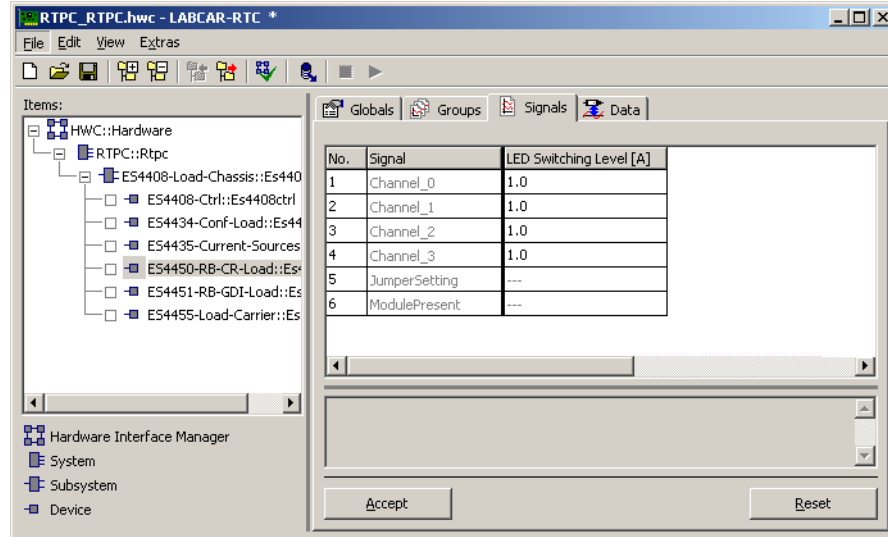 RTPC_RTPC.hwc - LABCAR-RTC *
File Edit View Extras
Items:
HWC::Hardware
RTPC::Rtpc
ES4408-Load-Chassis::Es440
ES4408-Ctrl::Es4408ctrl
ES4434-Conf-Load::Es44
ES4435-Current-Sources
ES4450-RB-CR-Load::Es4
ES4451-RB-GDI-Load::Es
ES4455-Load-Carrier::Es
Hardware Interface Manager
System
Subsystem
Device
Globals Groups Signals Data
No. Signal LED Switching Level [A]
1 Channel_0 1.0
2 Channel_1 1.0
3 Channel_2 1.0
4 Channel_3 1.0
5 JumperSetting ---
6 ModulePresent ---
Accept Reset